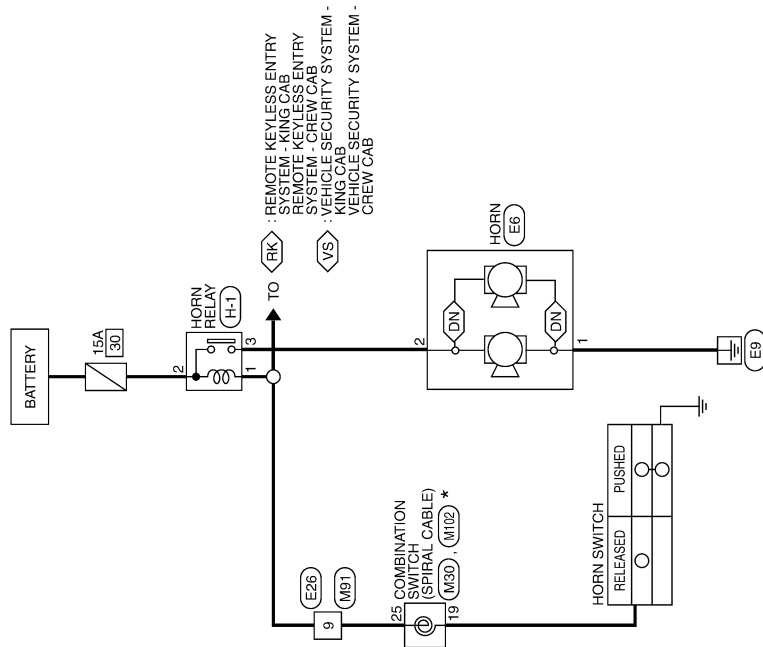 BATTERY
15A
30
HORN
RELAY
H-1
2
1
3
TO
RK : REMOTE KEYLESS ENTRY
SYSTEM - KING CAB
REMOTE KEYLESS ENTRY
SYSTEM - CREW CAB
VS : VEHICLE SECURITY SYSTEM -
KING CAB
VEHICLE SECURITY SYSTEM -
CREW CAB
HORN
E6
2
DN
DN
1
E9
E26
9
M91
25
COMBINATION
SWITCH
(SPIRAL CABLE)
M30 , M102 *
19
HORN SWITCH
RELEASED
PUSHED